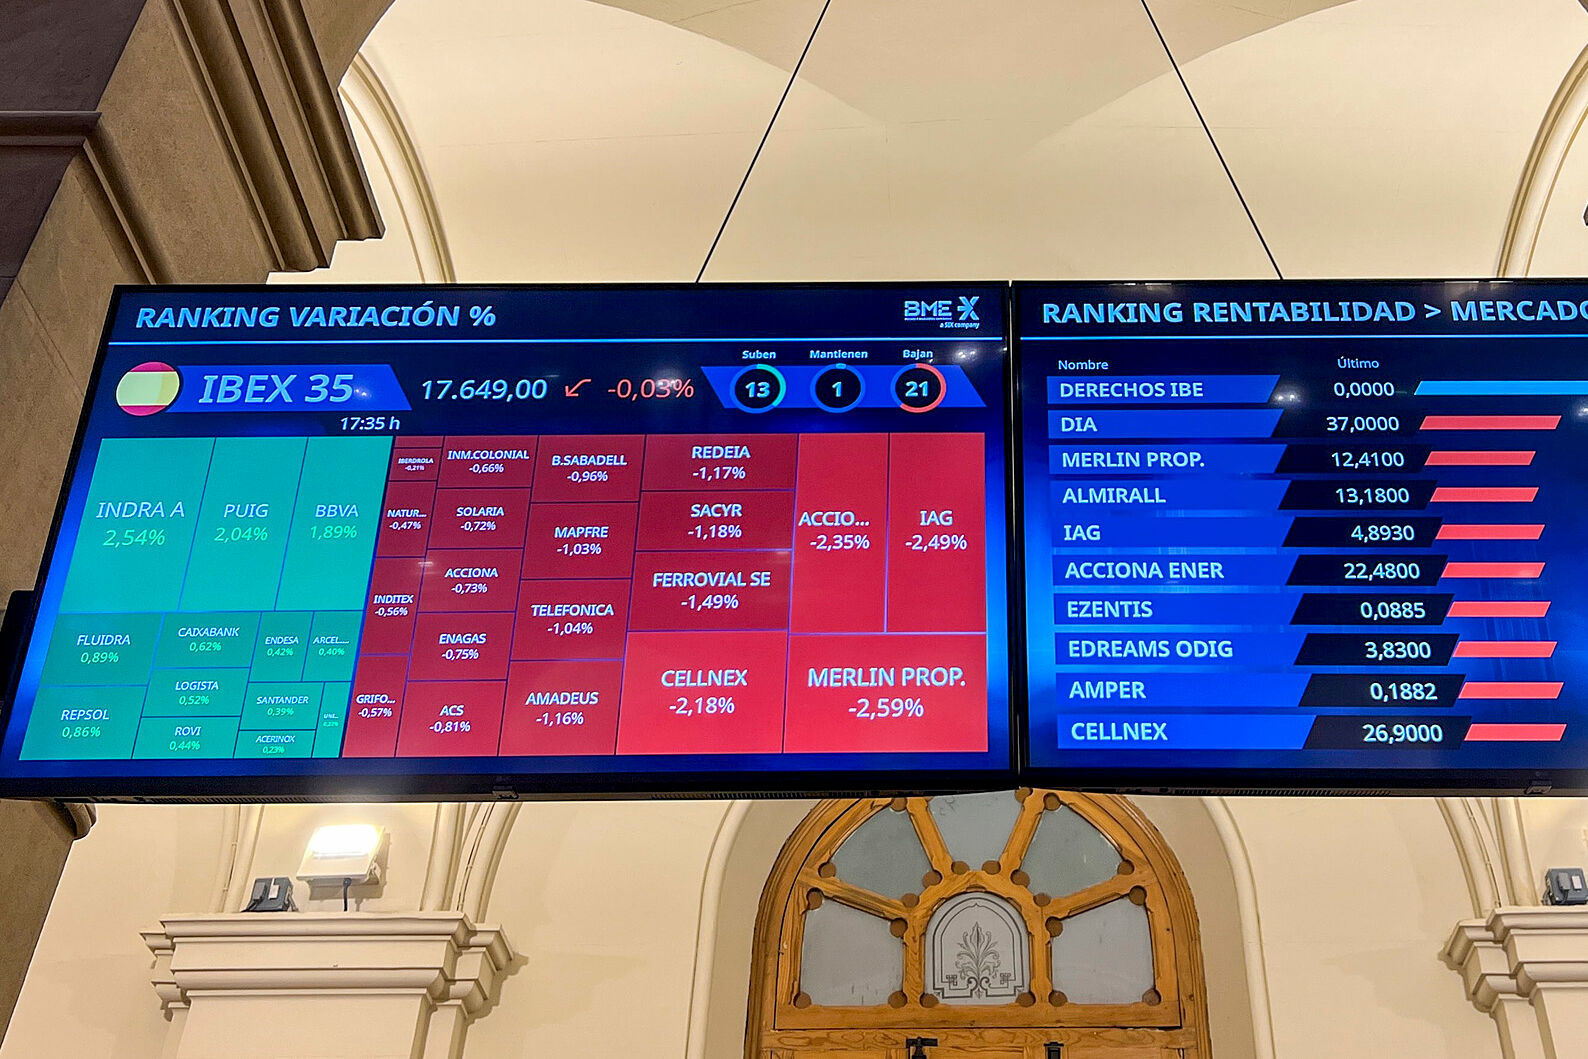 RANKING VARIACIÓN %
BME X
a SIX company
IBEX 35
17.649,00
-0,03%
Suben
13
Mantienen
1
Bajan
21
17:35 h
INDRA A
2,54%
PUIG
2,04%
BBVA
1,89%
FLUIDRA
0,89%
REPSOL
0,86%
CAIXABANK
0,62%
LOGISTA
0,52%
ROVI
0,44%
ENDESA
0,42%
ARCEL...
0,40%
SANTANDER
0,39%
ACERINOX
0,23%
IBERDROLA
-0,21%
NATUR...
-0,47%
INDITEX
-0,56%
GRIFO...
-0,57%
INM.COLONIAL
-0,66%
SOLARIA
-0,72%
ACCIONA
-0,73%
ENAGAS
-0,75%
ACS
-0,81%
B.SABADELL
-0,96%
MAPFRE
-1,03%
TELEFONICA
-1,04%
AMADEUS
-1,16%
REDEIA
-1,17%
SACYR
-1,18%
FERROVIAL SE
-1,49%
CELLNEX
-2,18%
ACCIO...
-2,35%
IAG
-2,49%
MERLIN PROP.
-2,59%
RANKING RENTABILIDAD > MERCADO
Nombre Último
DERECHOS IBE 0,0000
DIA 37,0000
MERLIN PROP. 12,4100
ALMIRALL 13,1800
IAG 4,8930
ACCIONA ENER 22,4800
EZENTIS 0,0885
EDREAMS ODIG 3,8300
AMPER 0,1882
CELLNEX 26,9000